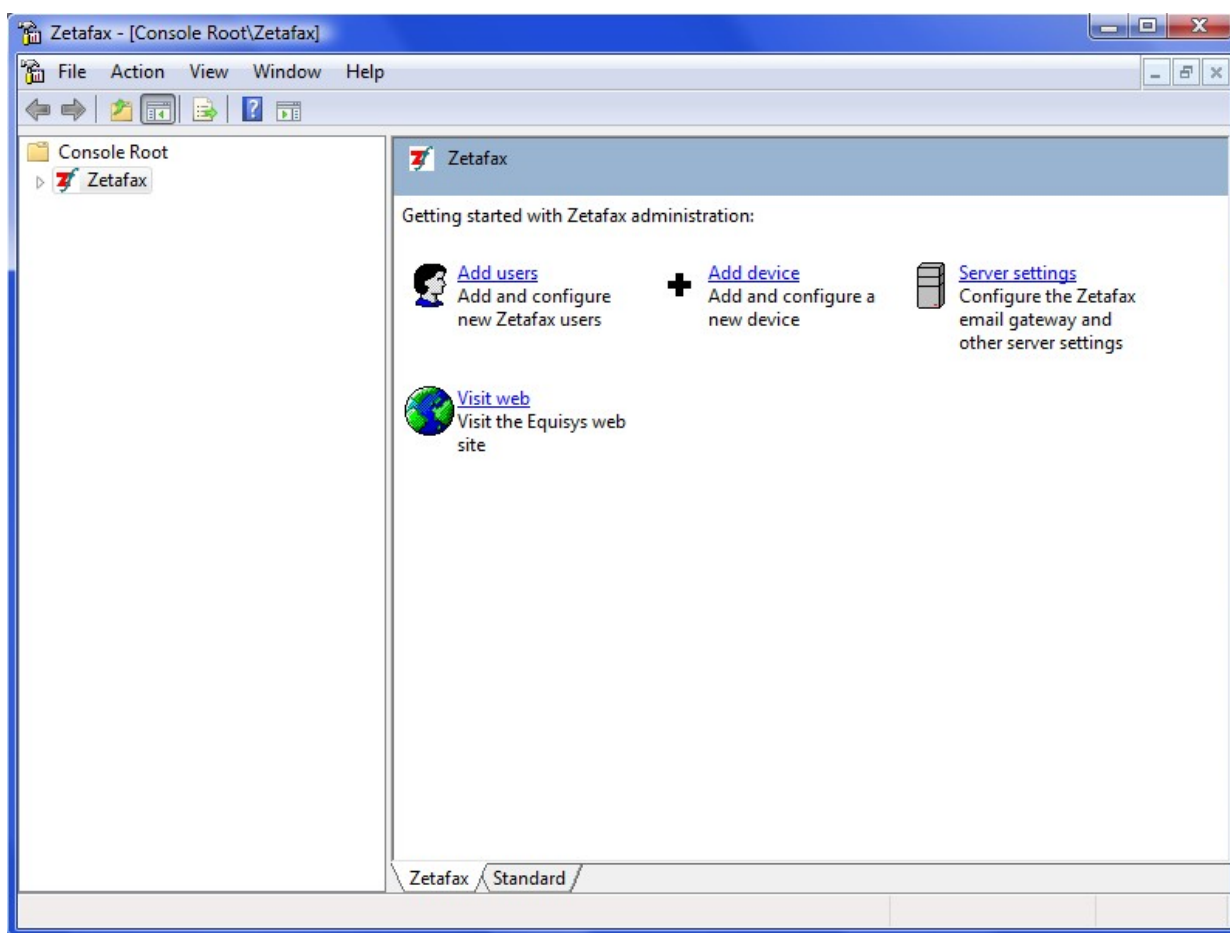 Zetafax - [Console Root\Zetafax]
File Action View Window Help
Console Root
Zetafax
Zetafax
Getting started with Zetafax administration:
Add users
Add and configure
new Zetafax users
Add device
Add and configure a
new device
Server settings
Configure the Zetafax
email gateway and
other server settings
Visit web
Visit the Equisys web
site
Zetafax Standard